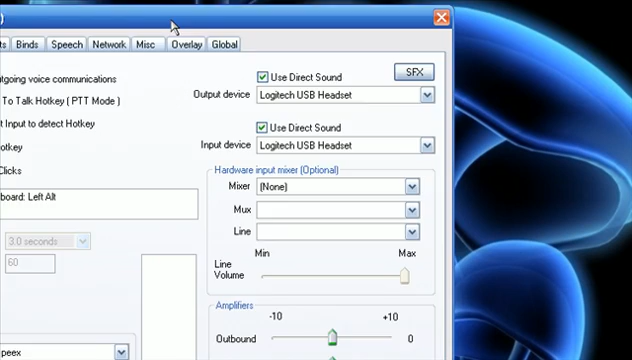 )
ts Binds Speech Network Misc Overlay Global
utgoing voice communications
To Talk Hotkey ( PTT Mode )
t Input to detect Hotkey
otkey
Clicks
board: Left Alt
3.0 seconds
60
peex
Use Direct Sound
SFX
Output device Logitech USB Headset
Use Direct Sound
Input device Logitech USB Headset
Hardware input mixer (Optional)
Mixer (None)
Mux
Line
Min Max
Line
Volume
Amplifiers
-10 +10
Outbound 0